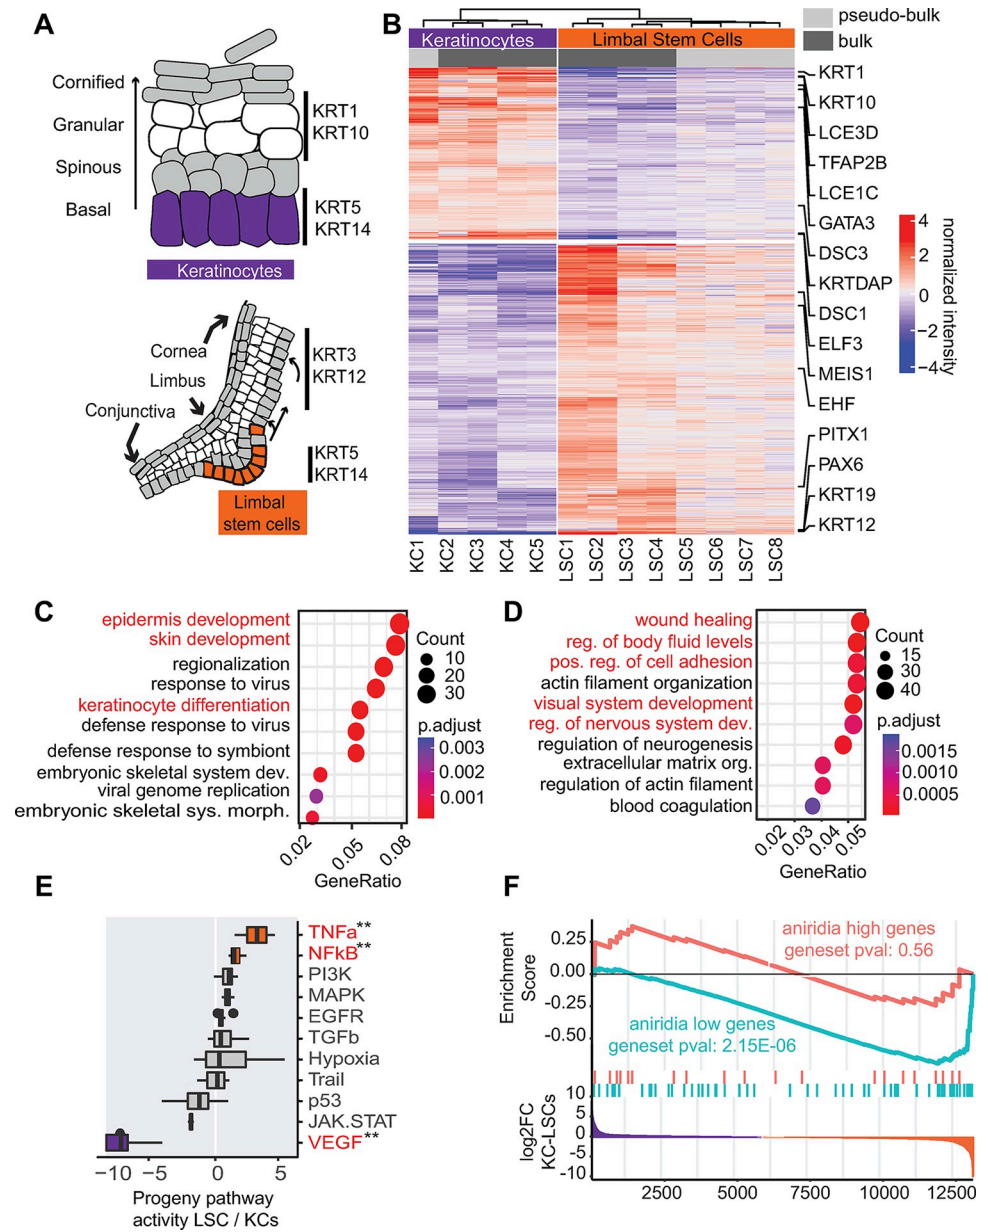 A
Cornified
Granular
Spinous
Basal
KRT1
KRT10
KRT5
KRT14
Keratinocytes
Cornea
Limbus
Conjunctiva
KRT3
KRT12
KRT5
KRT14
Limbal
stem cells
B
Keratinocytes
Limbal Stem Cells
pseudo-bulk
bulk
KRT1
KRT10
LCE3D
TFAP2B
LCE1C
GATA3
DSC3
KRTDAP
DSC1
ELF3
MEIS1
EHF
PITX1
PAX6
KRT19
KRT12
4
2
0
−2
−4
normalized intensity
KC1
KC2
KC3
KC4
KC5
LSC1
LSC2
LSC3
LSC4
LSC5
LSC6
LSC7
LSC8
C
epidermis development
skin development
regionalization
response to virus
keratinocyte differentiation
defense response to virus
defense response to symbiont
embryonic skeletal system dev.
viral genome replication
embryonic skeletal sys. morph.
0.02
0.05
0.08
GeneRatio
Count
10
20
30
p.adjust
0.003
0.002
0.001
D
wound healing
reg. of body fluid levels
pos. reg. of cell adhesion
actin filament organization
visual system development
reg. of nervous system dev.
regulation of neurogenesis
extracellular matrix org.
regulation of actin filament
blood coagulation
0.02
0.03
0.04
0.05
GeneRatio
Count
15
30
40
p.adjust
0.0015
0.0010
0.0005
E
TNFa**
NFkB**
PI3K
MAPK
EGFR
TGFb
Hypoxia
Trail
p53
JAK.STAT
VEGF**
−10 −5 0 5
Progeny pathway
activity LSC / KCs
F
Enrichment
Score
0.25
0.00
-0.25
-0.50
aniridia high genes
geneset pval: 0.56
aniridia low genes
geneset pval: 2.15E-06
log2FC
KC-LSCs
10
5
0
-5
-10
2500 5000 7500 10000 12500